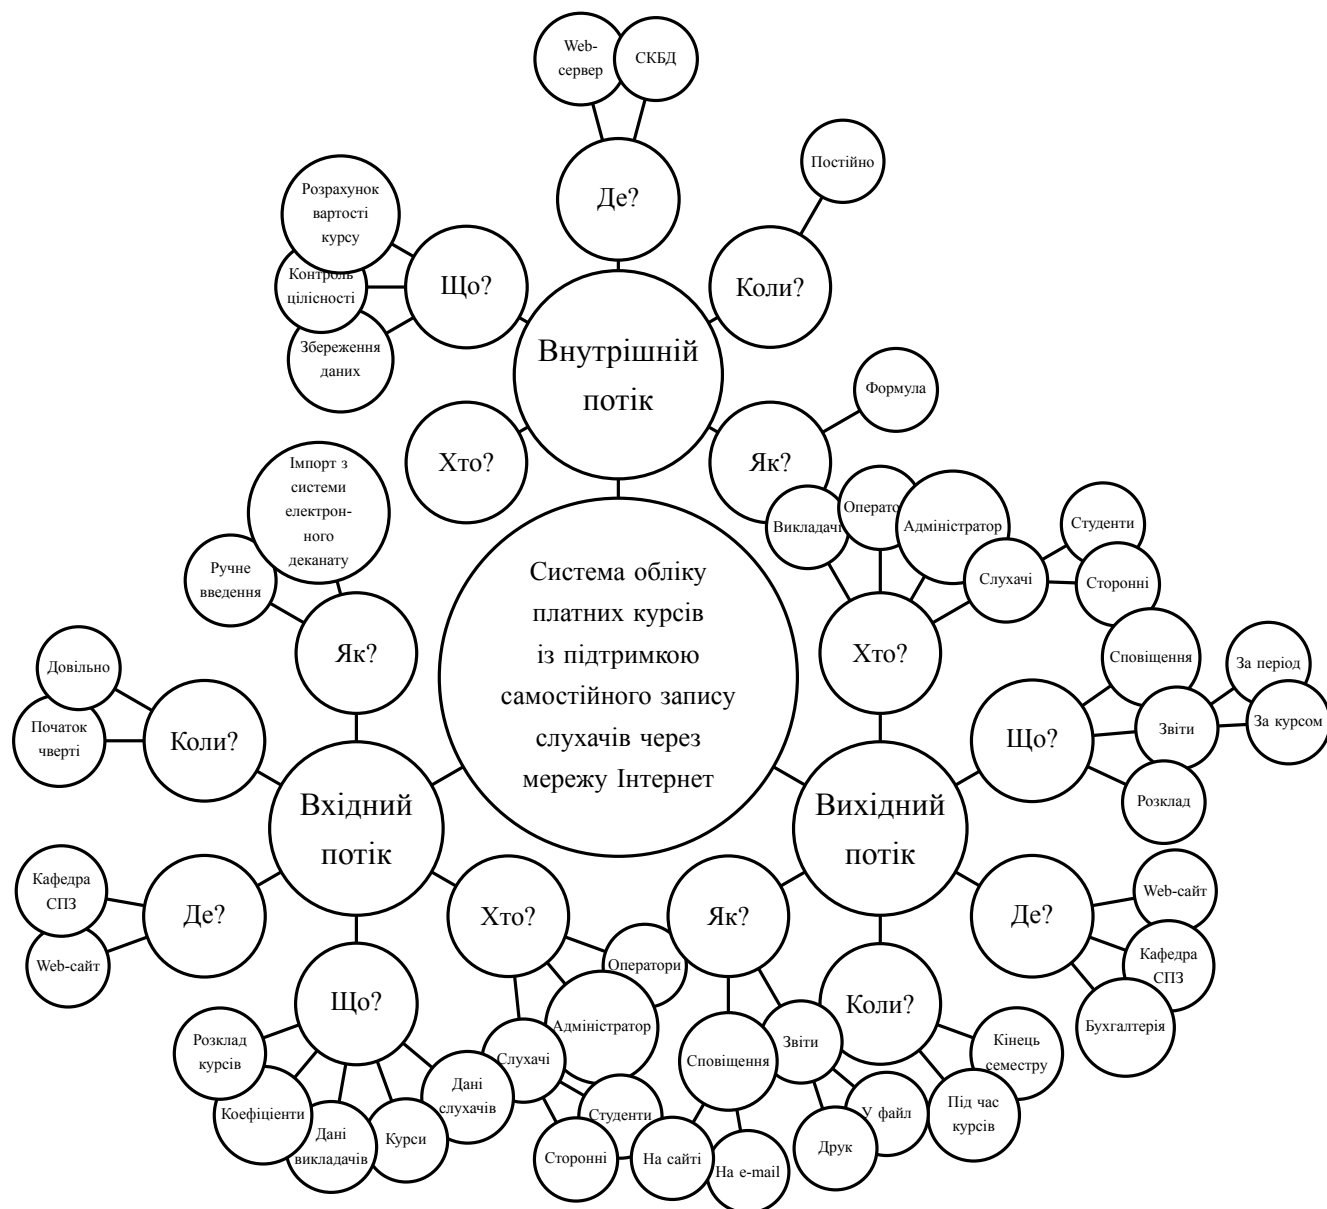 Web-
сервер
СКБД
Де?
Постійно
Коли?
Розрахунок
вартості
курсу
Контроль
цілісності
Збереження
даних
Що?
Внутрішній
потік
Хто?
Формула
Як?
Імпорт з
системи
електрон-
ного
деканату
Ручне
введення
Як?
Довільно
Початок
чверті
Коли?
Вхідний
потік
Кафедра
СПЗ
Web-сайт
Де?
Що?
Розклад
курсів
Коефіцієнти
Дані
викладачів
Курси
Дані
слухачів
Хто?
Оператори
Адміністратор
Слухачі
Студенти
Сторонні
Система обліку
платних курсів
із підтримкою
самостійного запису
слухачів через
мережу Інтернет
Викладачі
Операто
Адміністратор
Слухачі
Студенти
Сторонні
Хто?
Сповіщення
Звіти
За період
За курсом
Розклад
Що?
Вихідний
потік
Де?
Web-сайт
Кафедра
СПЗ
Бухгалтерія
Коли?
Кінець
семестру
Під час
курсів
Як?
Сповіщення
На сайті
На e-mail
Звіти
Друк
У файл